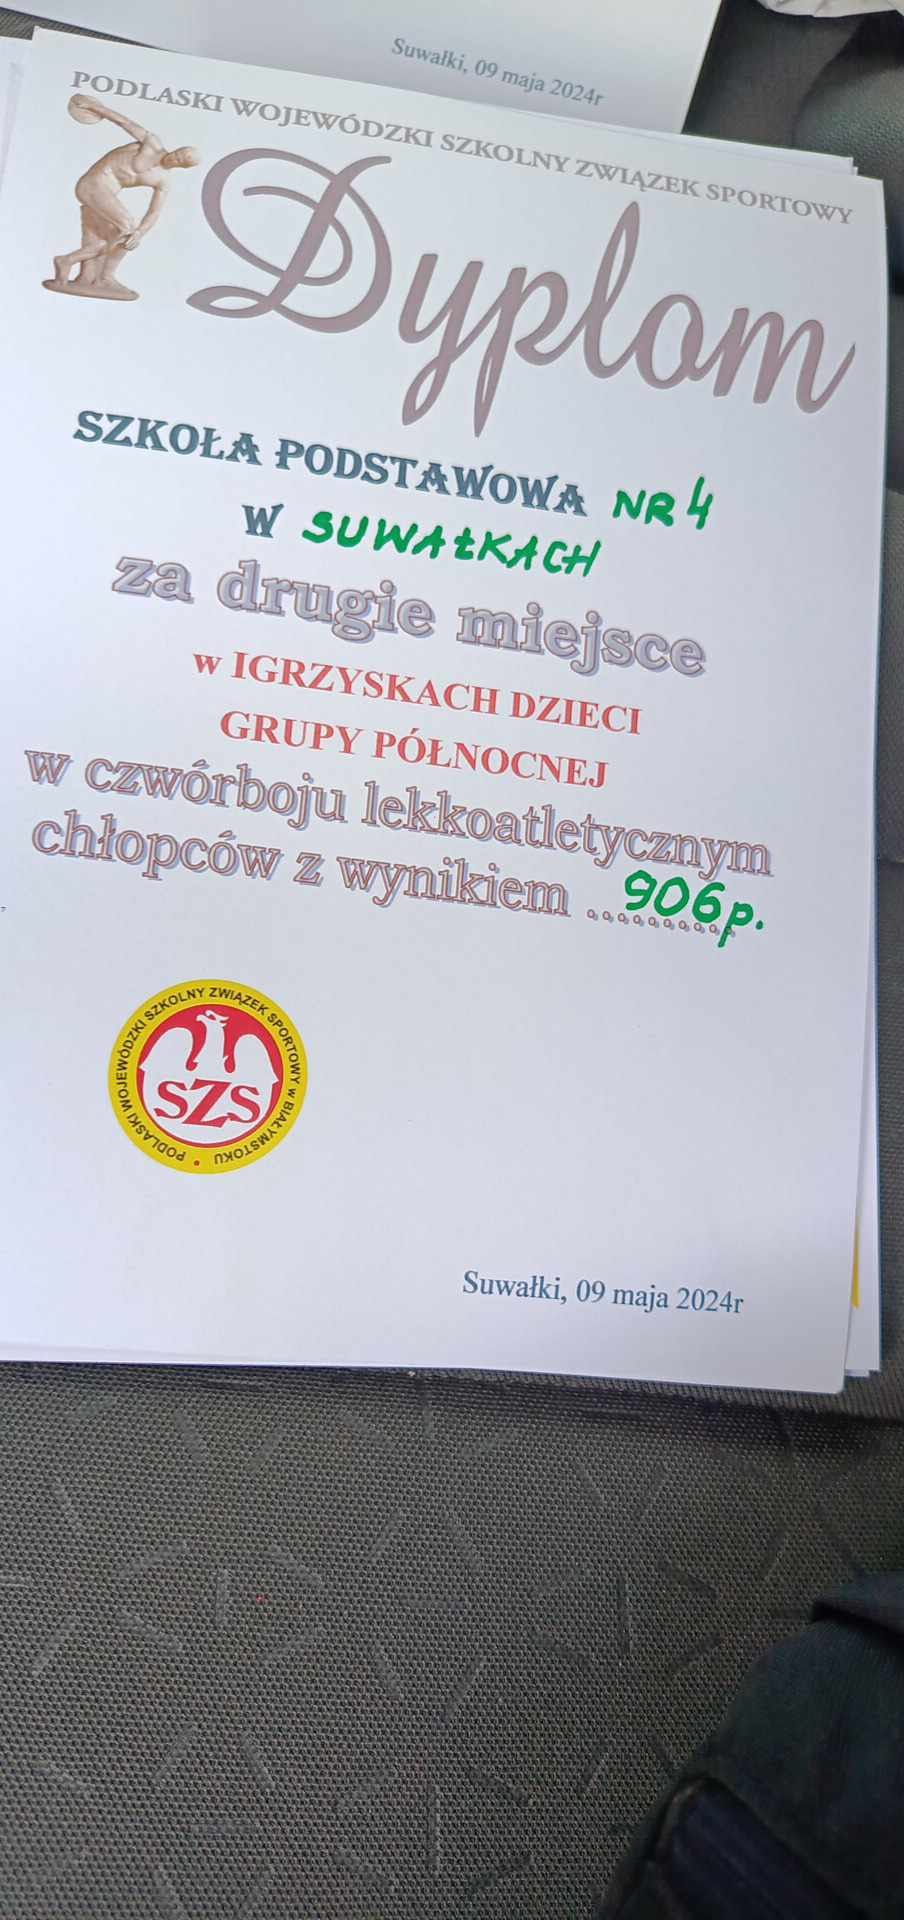 Suwałki, 09 maja 2024r
PODLASKI WOJEWÓDZKI SZKOLNY ZWIĄZEK SPORTOWY
Dyplom
SZKOŁA PODSTAWOWA NR 4
W SUWAŁKACH
za drugie miejsce
w IGRZYSKACH DZIECI
GRUPY PÓŁNOCNEJ
w czwórboju lekkoatletycznym
chłopców z wynikiem ..........906p.
PODLASKI WOJEWÓDZKI SZKOLNY ZWIĄZEK SPORTOWY W BIAŁYMSTOKU •
SZS
Suwałki, 09 maja 2024r